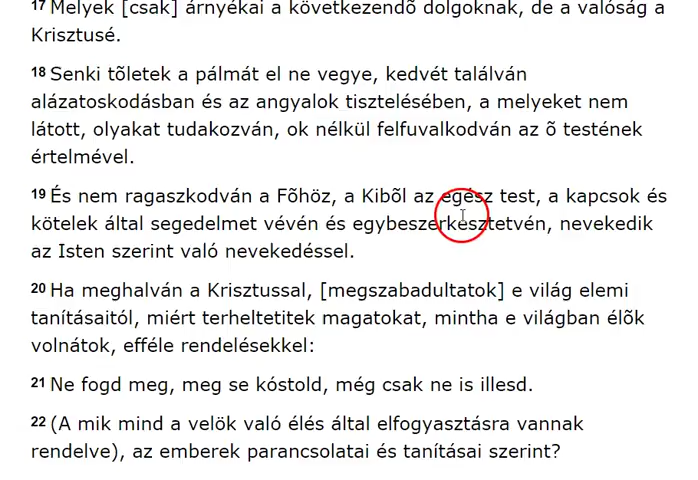 17 Melyek [csak] árnyékai a következendõ dolgoknak, de a valóság a
Krisztusé.
18 Senki tõletek a pálmát el ne vegye, kedvét találván
alázatoskodásban és az angyalok tisztelésében, a melyeket nem
látott, olyakat tudakozván, ok nélkül felfuvalkodván az õ testének
értelmével.
19 És nem ragaszkodván a Fõhöz, a Kibõl az egész test, a kapcsok és
kötelek által segedelmet vévén és egybeszerkesztetvén, nevekedik
az Isten szerint való nevekedéssel.
20 Ha meghalván a Krisztussal, [megszabadultatok] e világ elemi
tanításaitól, miért terheltetitek magatokat, mintha e világban élõk
volnátok, efféle rendelésekkel:
21 Ne fogd meg, meg se kóstold, még csak ne is illesd.
22 (A mik mind a velök való élés által elfogyasztásra vannak
rendelve), az emberek parancsolatai és tanításai szerint?